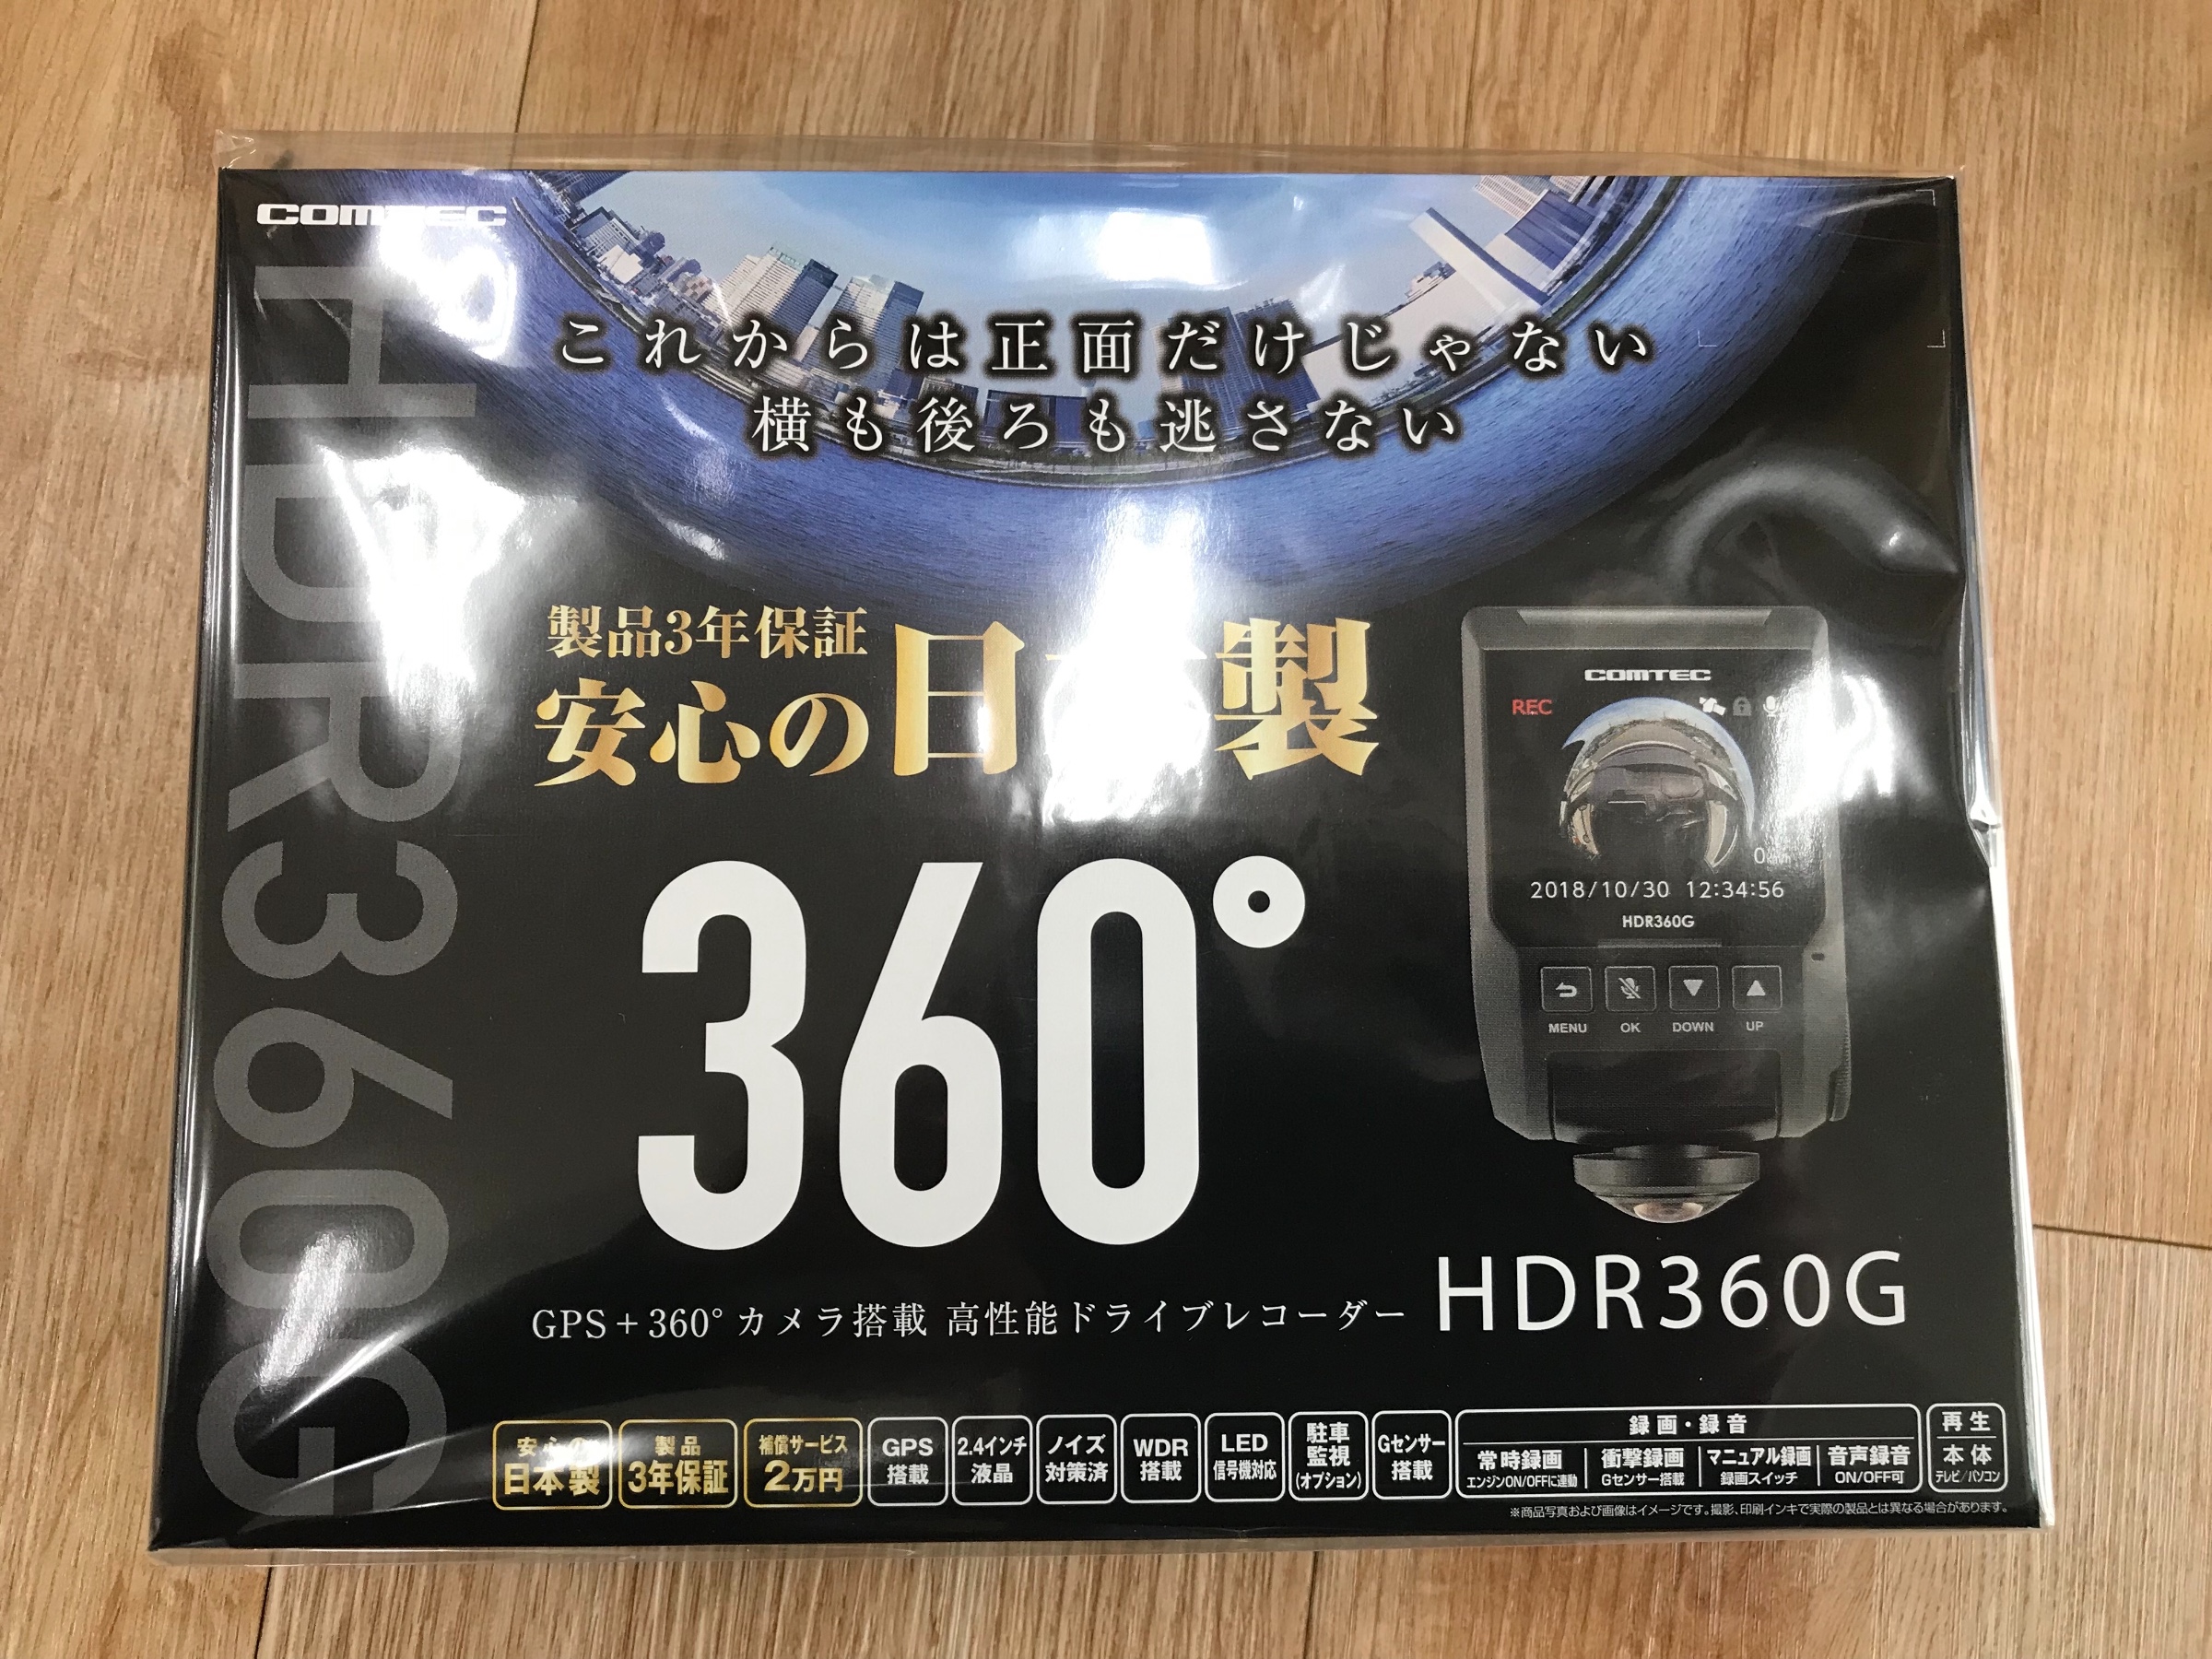 COMTEC
HDR360G
これからは正面だけじゃない
横も後ろも逃さない
製品3年保証
安心の日本製
360°
COMTEC
REC
2018/10/30 12:34:56
HDR360G
MENU OK DOWN UP
GPS+360°カメラ搭載 高性能ドライブレコーダー
HDR360G
安心の
日本製
製品
3年保証
補償サービス
2万円
GPS
搭載
2.4インチ
液晶
ノイズ
対策済
WDR
搭載
LED
信号機対応
駐車
監視
(オプション)
Gセンサー
搭載
録画・録音
常時録画
エンジンON/OFFに連動
衝撃録画
Gセンサー搭載
マニュアル録画
録画スイッチ
音声録音
ON/OFF可
再生
本体
テレビ/パソコン
※商品写真および画像はイメージです。撮影、印刷インキで実際の製品とは異なる場合があります。